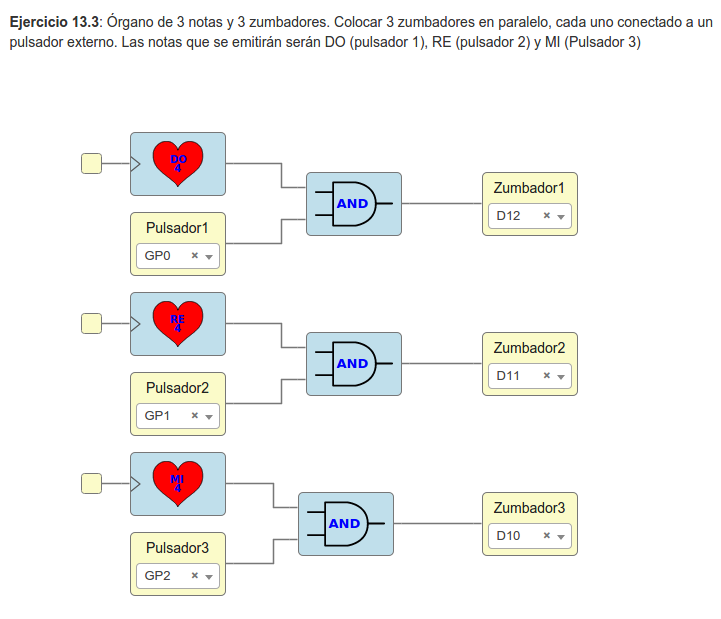 Ejercicio 13.3: Órgano de 3 notas y 3 zumbadores. Colocar 3 zumbadores en paralelo, cada uno conectado a un
pulsador externo. Las notas que se emitirán serán DO (pulsador 1), RE (pulsador 2) y MI (Pulsador 3)
DO
4
AND
Zumbador1
D12 ×
Pulsador1
GP0 ×
RE
4
AND
Zumbador2
D11 ×
Pulsador2
GP1 ×
MI
4
AND
Zumbador3
D10 ×
Pulsador3
GP2 ×